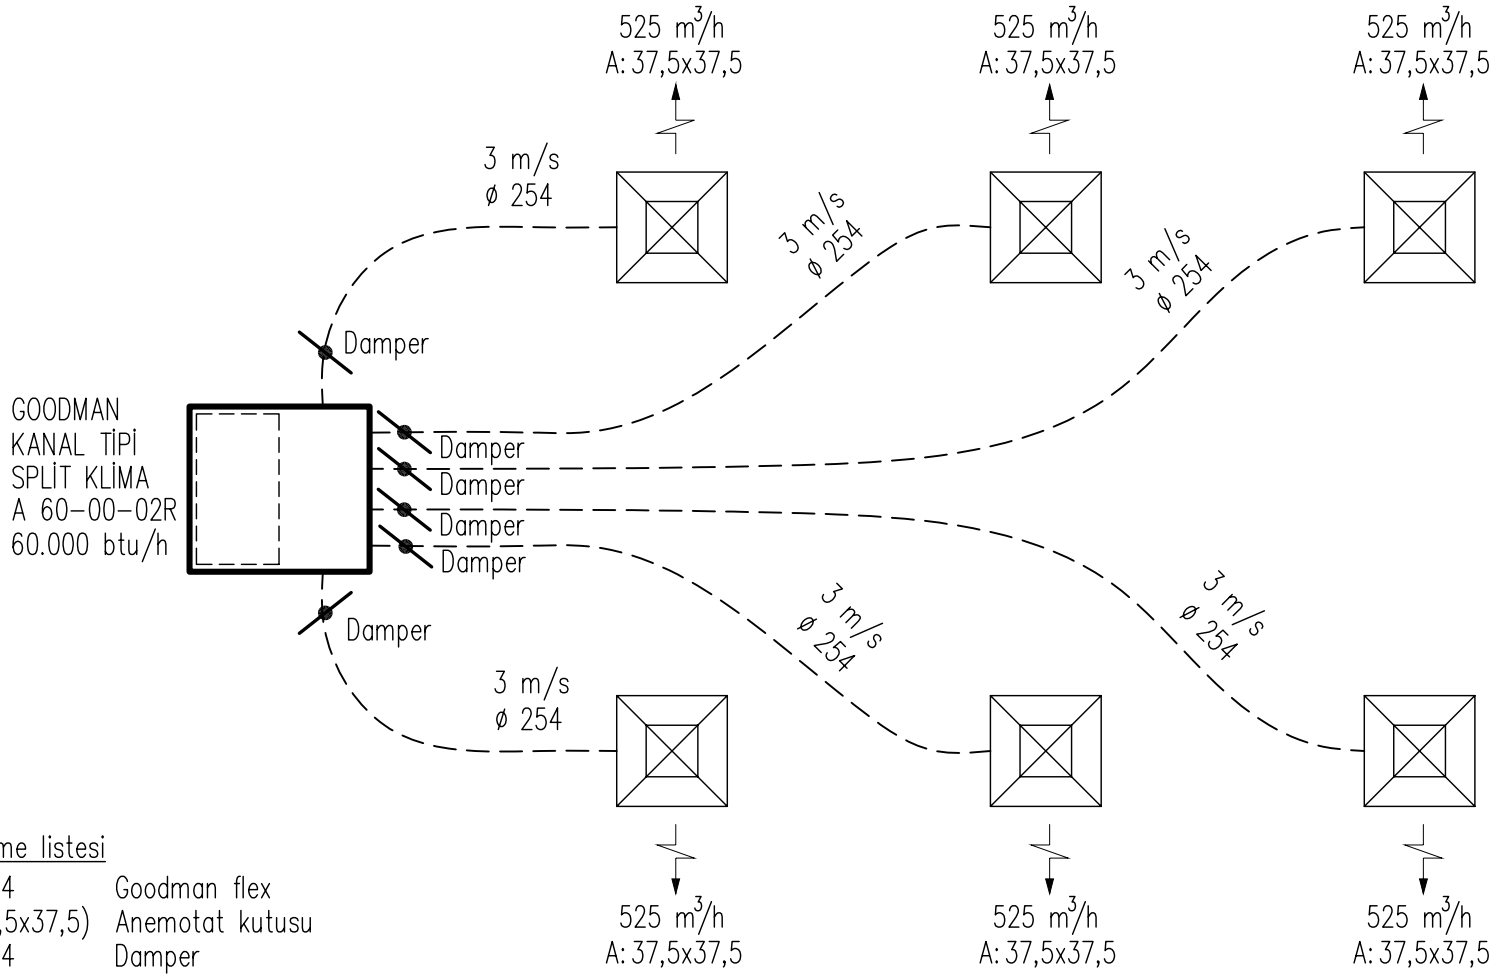 525 m³/h
A: 37,5x37,5
525 m³/h
A: 37,5x37,5
525 m³/h
A: 37,5x37,5
3 m/s
ø 254
3 m/s
ø 254
3 m/s
ø 254
Damper
GOODMAN
KANAL TİPİ
SPLİT KLİMA
A 60-00-02R
60.000 btu/h
Damper
Damper
Damper
Damper
Damper
3 m/s
ø 254
3 m/s
ø 254
3 m/s
ø 254
listesi
4 Goodman flex
,5x37,5) Anemotat kutusu
4 Damper
525 m³/h
A: 37,5x37,5
525 m³/h
A: 37,5x37,5
525 m³/h
A: 37,5x37,5